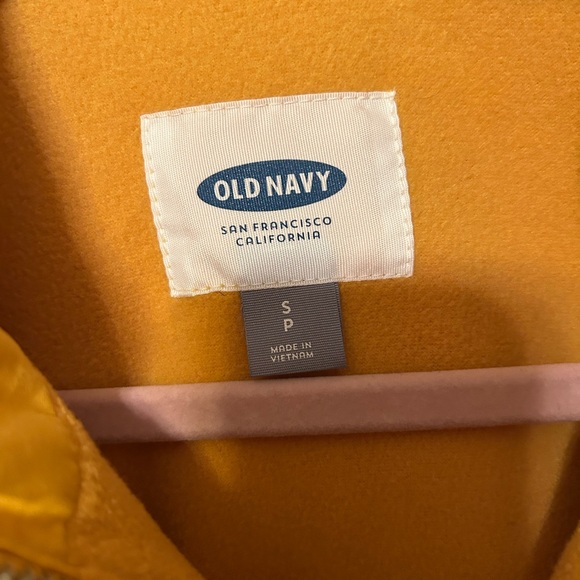 OLD NAVY
SAN FRANCISCO
CALIFORNIA
S
P
MADE IN
VIETNAM